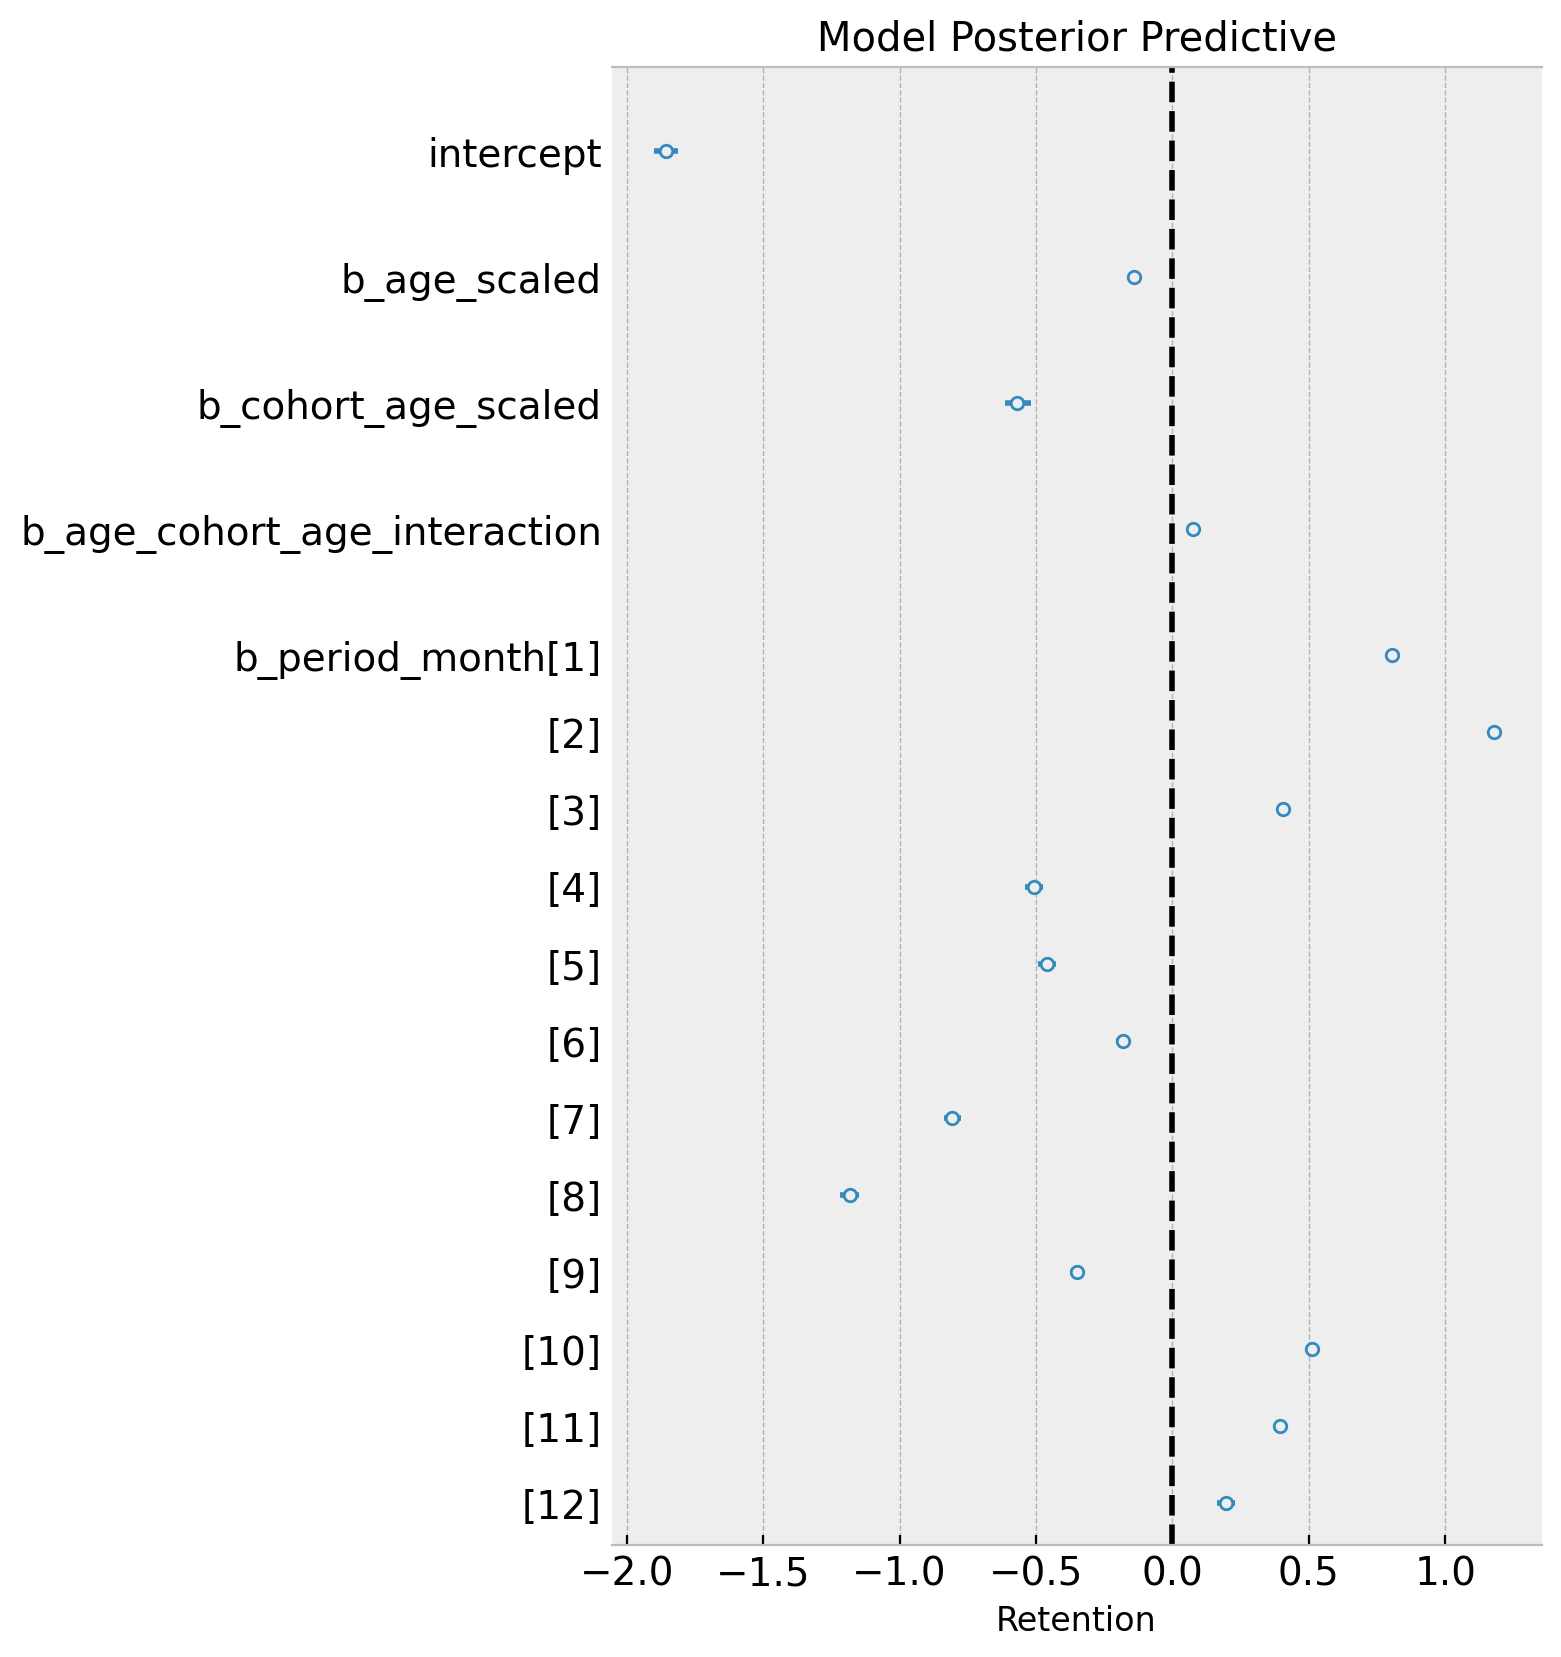 Model Posterior Predictive
intercept
b_age_scaled
b_cohort_age_scaled
b_age_cohort_age_interaction
b_period_month[1]
[2]
[3]
[4]
[5]
[6]
[7]
[8]
[9]
[10]
[11]
[12]
−2.0 −1.5 −1.0 −0.5 0.0 0.5 1.0
Retention